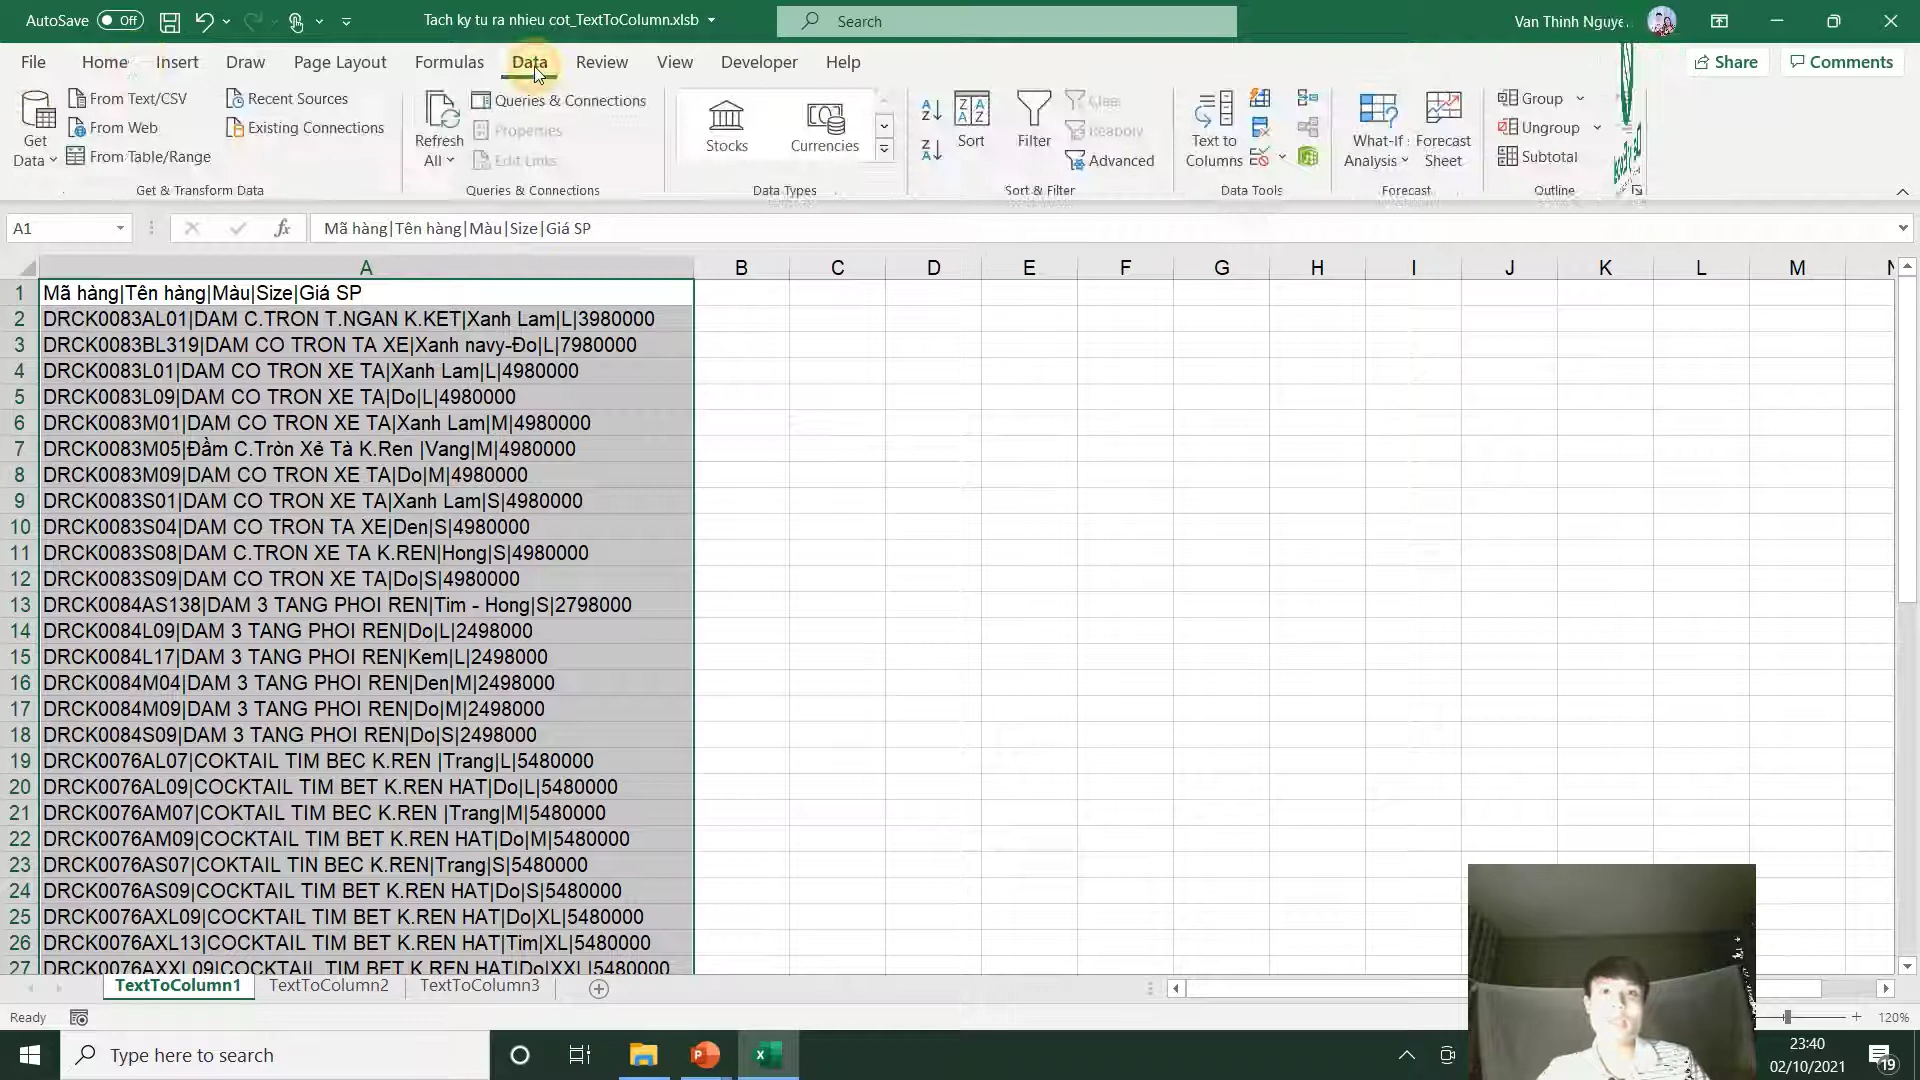 AutoSave Off Tach ky tu ra nhieu cot_TextToColumn.xlsb Search Van Thinh Nguye
File Home Insert Draw Page Layout Formulas Data Review View Developer Help Share Comments
Get Data
From Text/CSV
From Web
From Table/Range
Recent Sources
Existing Connections
Get & Transform Data
Refresh All
Queries & Connections
Properties
Edit Links
Queries & Connections
Stocks
Currencies
Data Types
Sort
Filter
Clear
Reapply
Advanced
Sort & Filter
Text to Columns
Data Tools
What-If Analysis
Forecast Sheet
Forecast
Group
Ungroup
Subtotal
Outline
A1 fx Mã hàng|Tên hàng|Màu|Size|Giá SP
A B C D E F G H I J K L M N
1 Mã hàng|Tên hàng|Màu|Size|Giá SP
2 DRCK0083AL01|DAM C.TRON T.NGAN K.KET|Xanh Lam|L|3980000
3 DRCK0083BL319|DAM CO TRON TA XE|Xanh navy-Đo|L|7980000
4 DRCK0083L01|DAM CO TRON XE TA|Xanh Lam|L|4980000
5 DRCK0083L09|DAM CO TRON XE TA|Do|L|4980000
6 DRCK0083M01|DAM CO TRON XE TA|Xanh Lam|M|4980000
7 DRCK0083M05|Đầm C.Tròn Xẻ Tà K.Ren |Vang|M|4980000
8 DRCK0083M09|DAM CO TRON XE TA|Do|M|4980000
9 DRCK0083S01|DAM CO TRON XE TA|Xanh Lam|S|4980000
10 DRCK0083S04|DAM CO TRON TA XE|Den|S|4980000
11 DRCK0083S08|DAM C.TRON XE TA K.REN|Hong|S|4980000
12 DRCK0083S09|DAM CO TRON XE TA|Do|S|4980000
13 DRCK0084AS138|DAM 3 TANG PHOI REN|Tim - Hong|S|2798000
14 DRCK0084L09|DAM 3 TANG PHOI REN|Do|L|2498000
15 DRCK0084L17|DAM 3 TANG PHOI REN|Kem|L|2498000
16 DRCK0084M04|DAM 3 TANG PHOI REN|Den|M|2498000
17 DRCK0084M09|DAM 3 TANG PHOI REN|Do|M|2498000
18 DRCK0084S09|DAM 3 TANG PHOI REN|Do|S|2498000
19 DRCK0076AL07|COKTAIL TIM BEC K.REN |Trang|L|5480000
20 DRCK0076AL09|COCKTAIL TIM BET K.REN HAT|Do|L|5480000
21 DRCK0076AM07|COKTAIL TIM BEC K.REN |Trang|M|5480000
22 DRCK0076AM09|COCKTAIL TIM BET K.REN HAT|Do|M|5480000
23 DRCK0076AS07|COKTAIL TIN BEC K.REN|Trang|S|5480000
24 DRCK0076AS09|COCKTAIL TIM BET K.REN HAT|Do|S|5480000
25 DRCK0076AXL09|COCKTAIL TIM BET K.REN HAT|Do|XL|5480000
26 DRCK0076AXL13|COCKTAIL TIM BET K.REN HAT|Tim|XL|5480000
27 DRCK0076AXXL09|COCKTAIL TIM BET K.REN HAT|Do|XXL|5480000
TextToColumn1 TextToColumn2 TextToColumn3
Ready 120%
Type here to search
23:40
02/10/2021
19